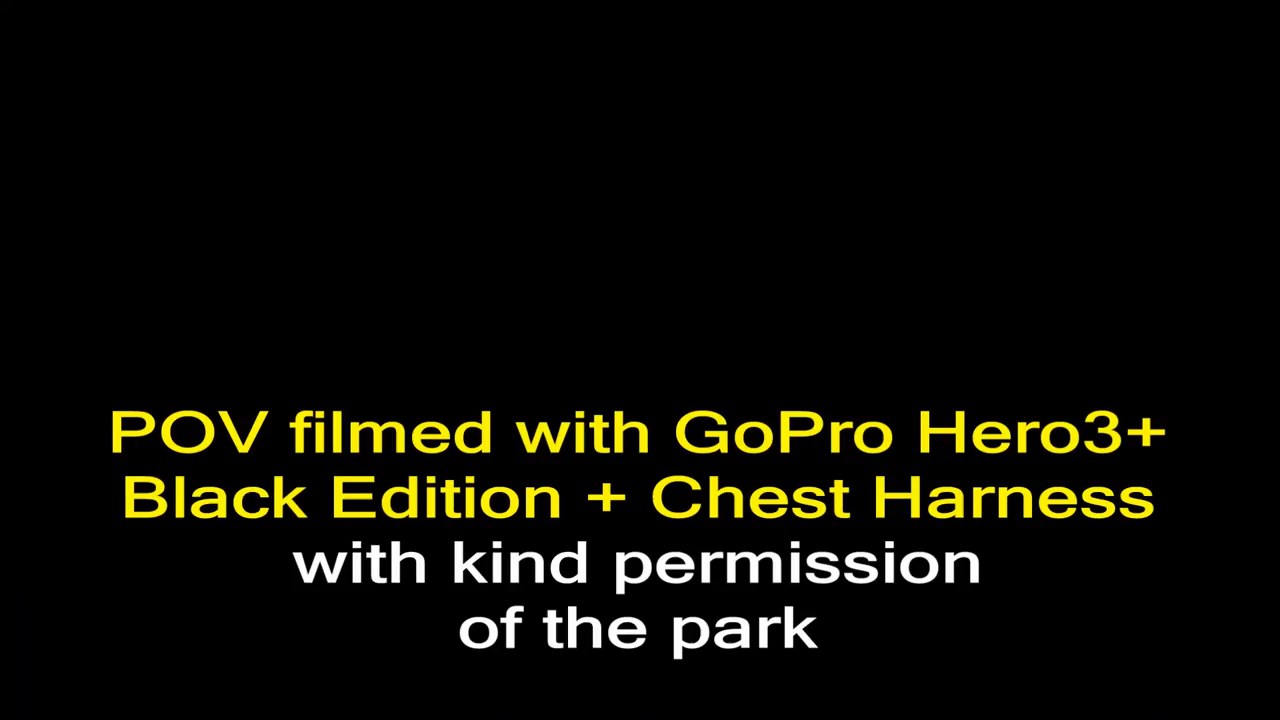 POV filmed with GoPro Hero3+
Black Edition + Chest Harness
with kind permission
of the park